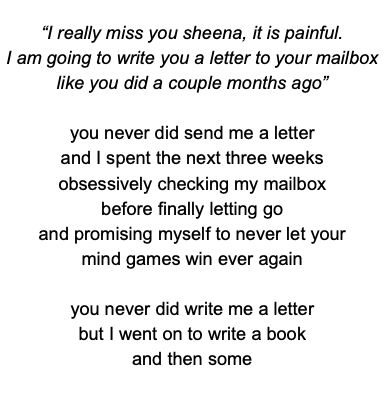 “I really miss you sheena, it is painful.
I am going to write you a letter to your mailbox
like you did a couple months ago”
you never did send me a letter
and I spent the next three weeks
obsessively checking my mailbox
before finally letting go
and promising myself to never let your
mind games win ever again
you never did write me a letter
but I went on to write a book
and then some